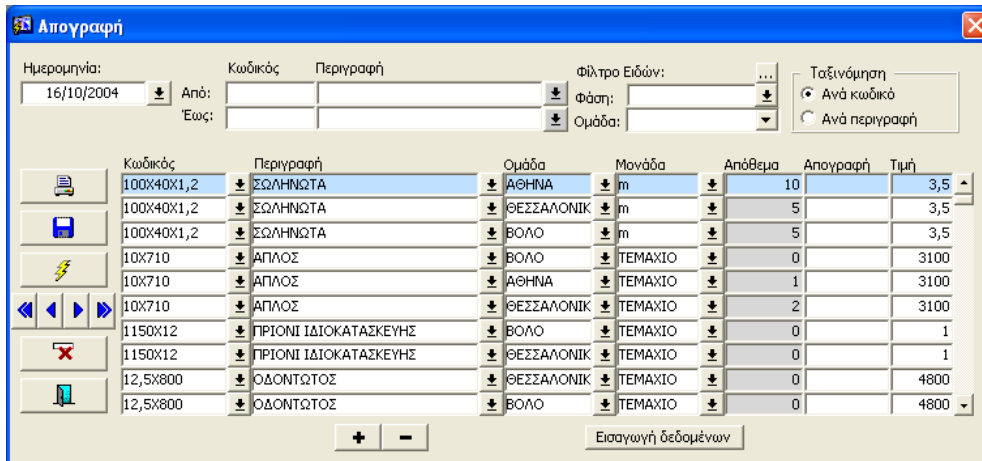 Απογραφή
Ημερομηνία: Κωδικός Περιγραφή Φίλτρο Ειδών: ... Ταξινόμηση
16/10/2004 Από: Φάση: Ανά κωδικό
Έως: Ομάδα: Ανά περιγραφή
Κωδικός Περιγραφή Ομάδα Μονάδα Απόθεμα Απογραφή Τιμή
100X40X1,2 ΣΩΛΗΝΩΤΑ ΑΘΗΝΑ m 10 3,5
100X40X1,2 ΣΩΛΗΝΩΤΑ ΘΕΣΣΑΛΟΝΙΚ m 5 3,5
100X40X1,2 ΣΩΛΗΝΩΤΑ ΒΟΛΟ m 5 3,5
10X710 ΑΠΛΟΣ ΒΟΛΟ ΤΕΜΑΧΙΟ 0 3100
10X710 ΑΠΛΟΣ ΑΘΗΝΑ ΤΕΜΑΧΙΟ 1 3100
10X710 ΑΠΛΟΣ ΘΕΣΣΑΛΟΝΙΚ ΤΕΜΑΧΙΟ 2 3100
1150X12 ΠΡΙΟΝΙ ΙΔΙΟΚΑΤΑΣΚΕΥΗΣ ΒΟΛΟ ΤΕΜΑΧΙΟ 0 1
1150X12 ΠΡΙΟΝΙ ΙΔΙΟΚΑΤΑΣΚΕΥΗΣ ΘΕΣΣΑΛΟΝΙΚ ΤΕΜΑΧΙΟ 0 1
12,5X800 ΟΔΟΝΤΩΤΟΣ ΘΕΣΣΑΛΟΝΙΚ ΤΕΜΑΧΙΟ 0 4800
12,5X800 ΟΔΟΝΤΩΤΟΣ ΒΟΛΟ ΤΕΜΑΧΙΟ 0 4800
+ − Εισαγωγή δεδομένων